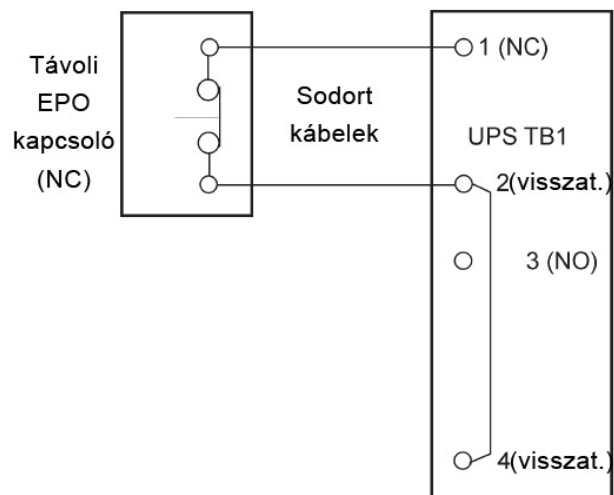 Távoli
EPO
kapcsoló
(NC)
Sodort
kábelek
1 (NC)
UPS TB1
2(visszat.)
3 (NO)
4(visszat.)